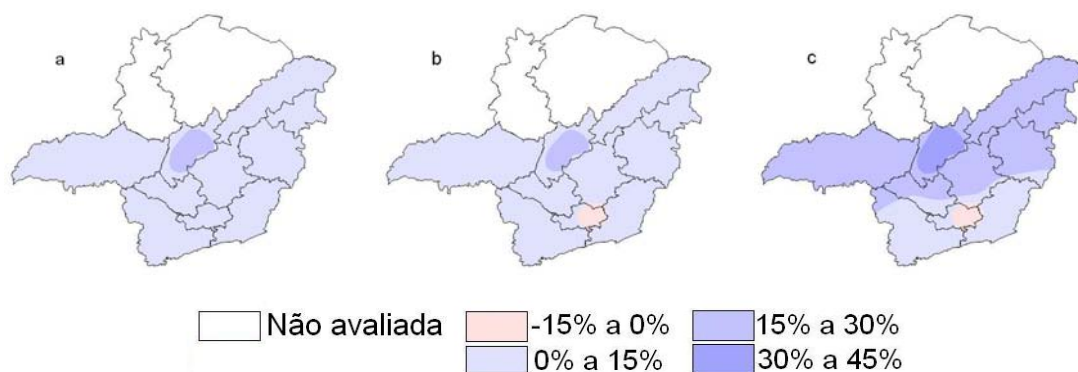 a
b
c
Não avaliada
-15% a 0%
15% a 30%
0% a 15%
30% a 45%